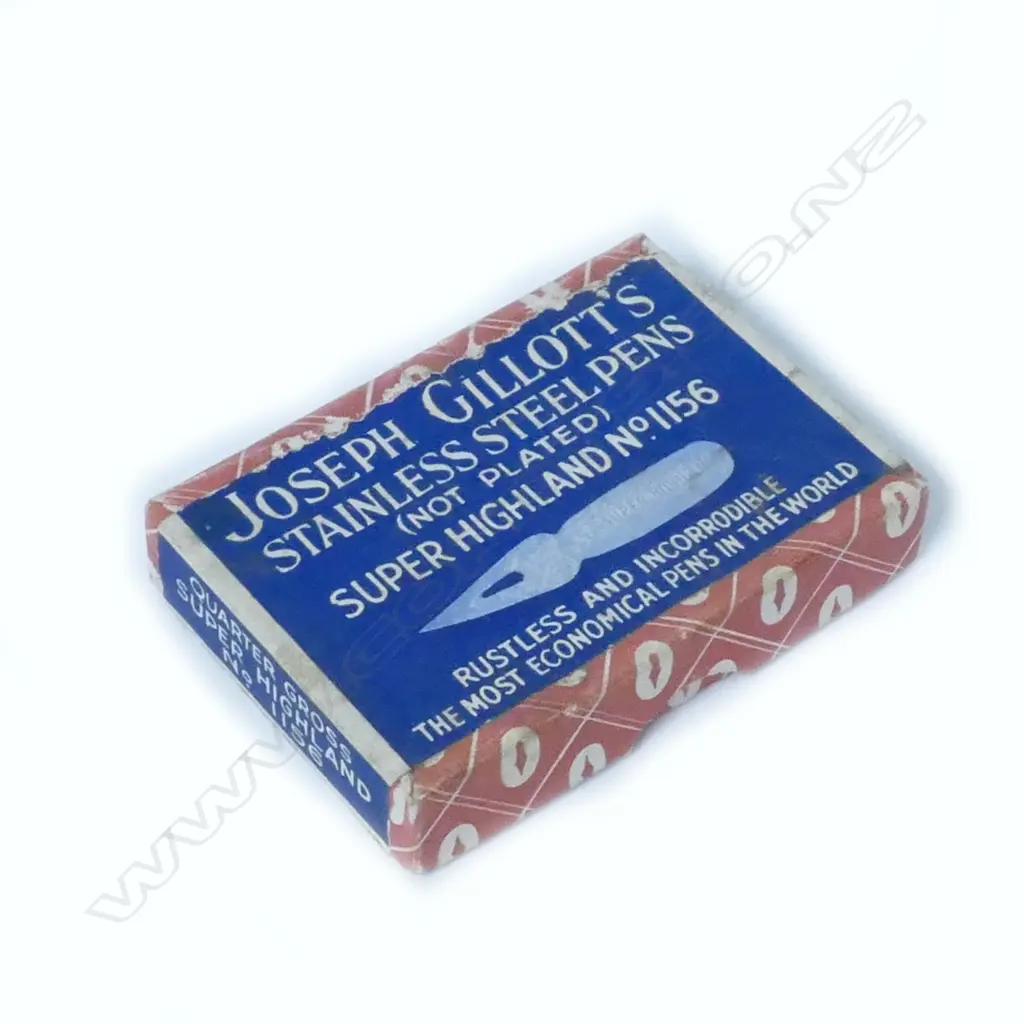 JOSEPH GILLOTT'S
STAINLESS STEEL PENS
(NOT PLATED)
SUPER HIGHLAND Nº. 1156
RUSTLESS AND INCORRODIBLE
THE MOST ECONOMICAL PENS IN THE WORLD
QUARTER GROSS
SUPER HIGHLAND
Nº. 1156